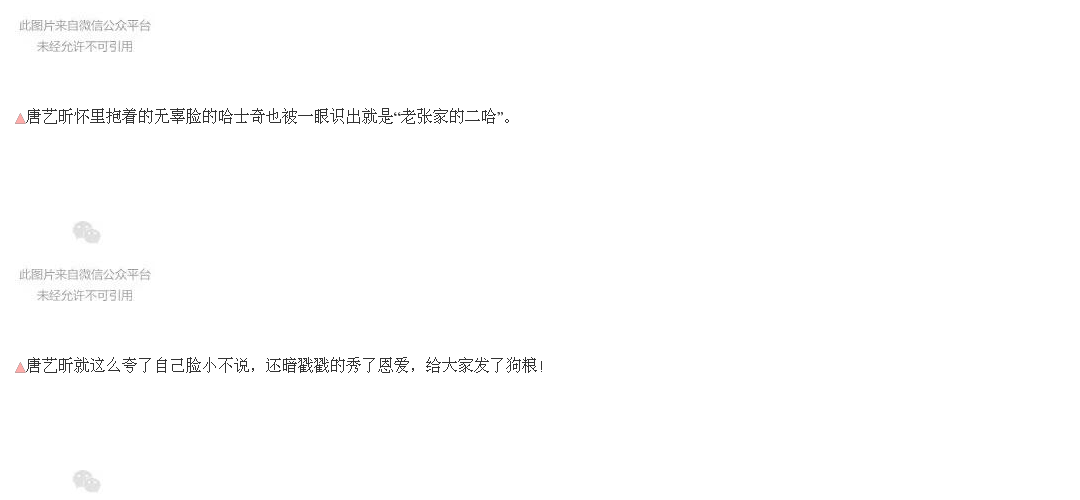 此图片来自微信公众平台
未经允许不可引用
▲唐艺昕怀里抱着的无辜脸的哈士奇也被一眼识出就是“老张家的二哈”。
此图片来自微信公众平台
未经允许不可引用
▲唐艺昕就这么夸了自己脸小不说，还暗戳戳的秀了恩爱，给大家发了狗粮！